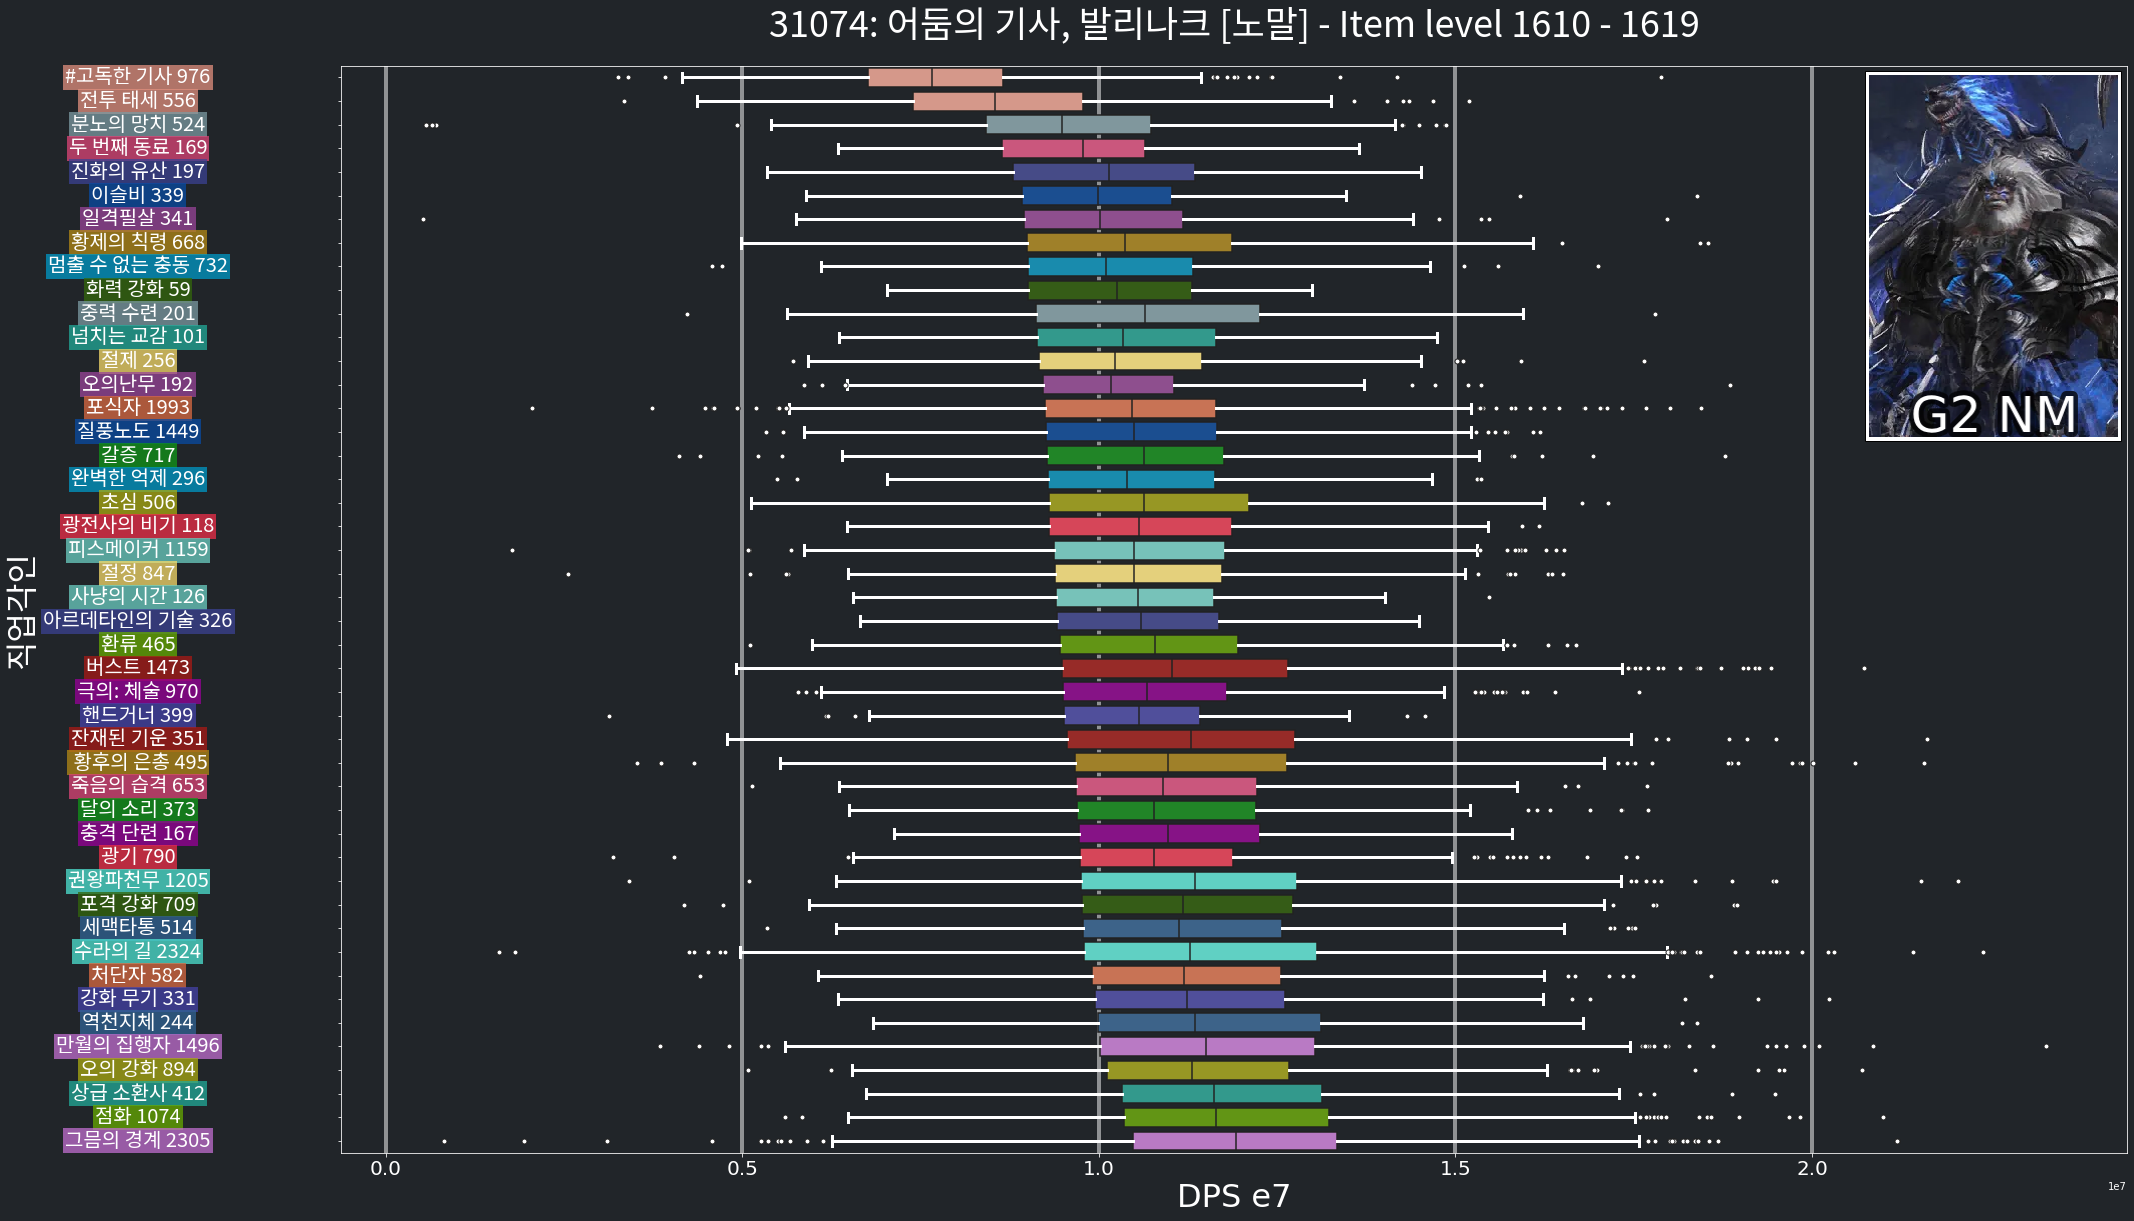 31074: 어둠의 기사, 발리나크 [노말] - Item level 1610 - 1619
#고독한 기사 976
전투 태세 556
분노의 망치 524
두 번째 동료 169
진화의 유산 197
이슬비 339
일격필살 341
황제의 칙령 668
멈출 수 없는 충동 732
화력 강화 59
중력 수련 201
넘치는 교감 101
절제 256
오의난무 192
포식자 1993
질풍노도 1449
갈증 717
완벽한 억제 296
초심 506
광전사의 비기 118
피스메이커 1159
절정 847
사냥의 시간 126
아르데타인의 기술 326
환류 465
버스트 1473
극의: 체술 970
핸드거너 399
잔재된 기운 351
황후의 은총 495
죽음의 습격 653
달의 소리 373
충격 단련 167
광기 790
권왕파천무 1205
포격 강화 709
세맥타통 514
수라의 길 2324
처단자 582
강화 무기 331
역천지체 244
만월의 집행자 1496
오의 강화 894
상급 소환사 412
점화 1074
그믐의 경계 2305
직업각인
G2 NM
0.0 0.5 1.0 1.5 2.0
DPS e7
1e7